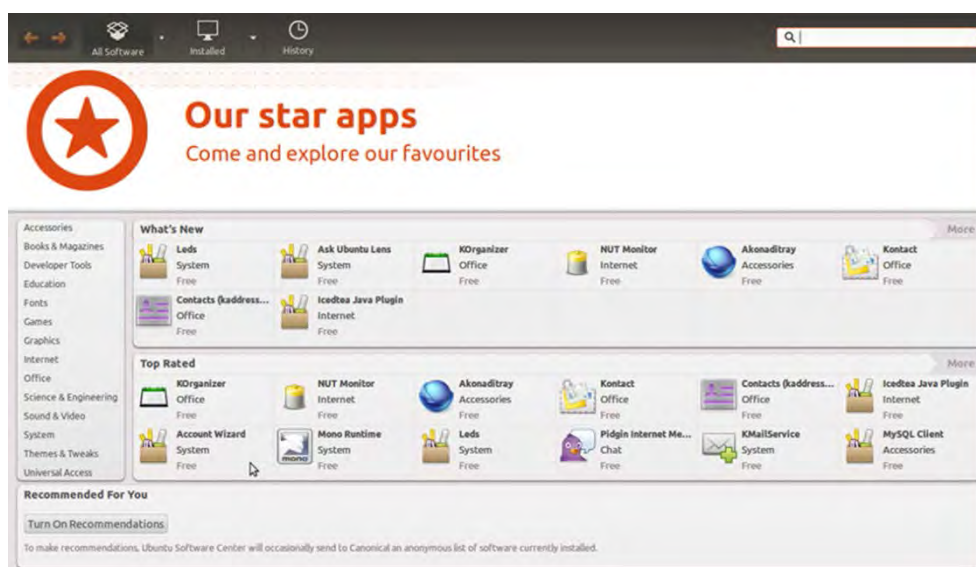 All Software
Installed
History
Our star apps
Come and explore our favourites
Accessories
Books & Magazines
Developer Tools
Education
Fonts
Games
Graphics
Internet
Office
Science & Engineering
Sound & Video
System
Themes & Tweaks
Universal Access
What's New
More
Leds
System
Free
Ask Ubuntu Lens
System
Free
KOrganizer
Office
Free
NUT Monitor
Internet
Free
Akonaditray
Accessories
Free
Kontact
Office
Free
Contacts (kaddress...
Office
Free
Icedtea Java Plugin
Internet
Free
Top Rated
More
KOrganizer
Office
Free
NUT Monitor
Internet
Free
Akonaditray
Accessories
Free
Kontact
Office
Free
Contacts (kaddress...
Office
Free
Icedtea Java Plugin
Internet
Free
Account Wizard
System
Free
mono
Mono Runtime
System
Free
Leds
System
Free
Pidgin Internet Me...
Chat
Free
KMailService
System
Free
MySQL Client
Accessories
Free
Recommended For You
Turn On Recommendations
To make recommendations, Ubuntu Software Center will occasionally send to Canonical an anonymous list of software currently installed.